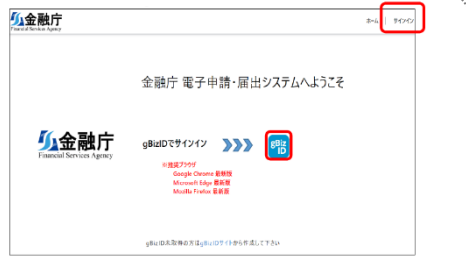 金融庁
Financial Services Agency
ホーム | サインイン
金融庁 電子申請・届出システムへようこそ
金融庁
Financial Services Agency
gBizIDでサインイン
gBiz
ID
※推奨ブラウザ
Google Chrome 最新版
Microsoft Edge 最新版
Mozilla Firefox 最新版
gBizID未取得の方はgBizIDサイトから作成して下さい